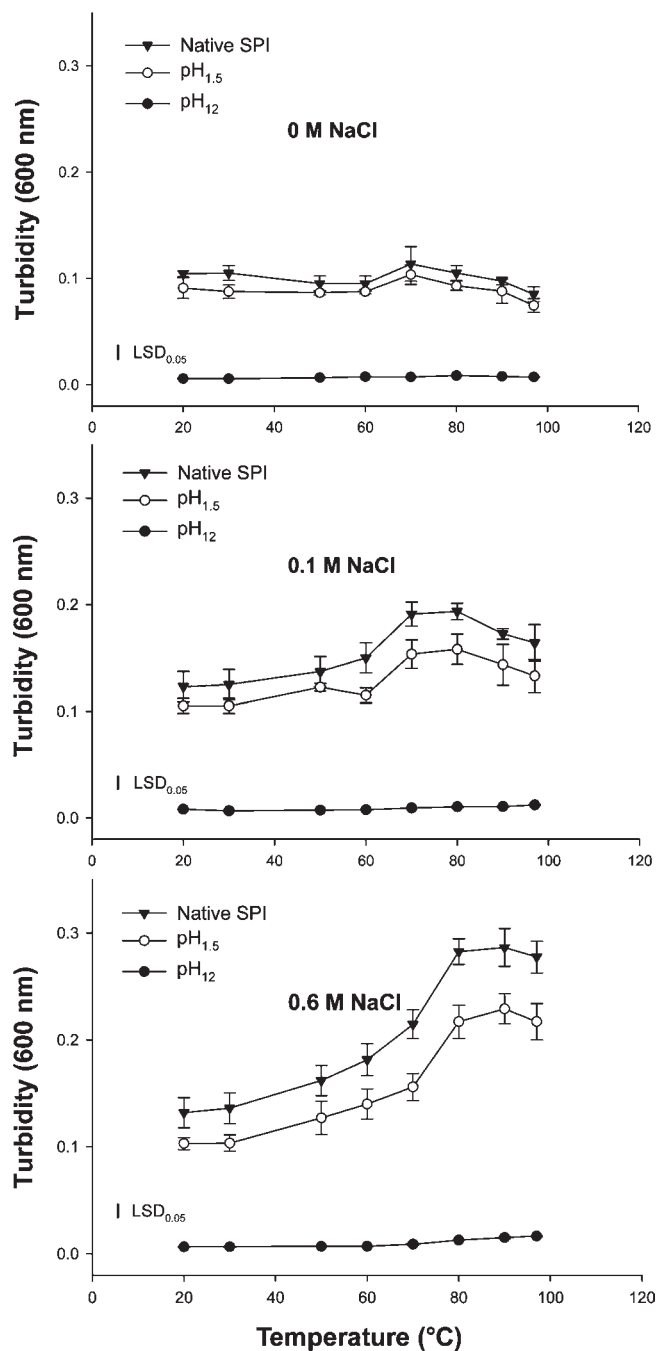 Turbidity (600 nm)
Native SPI
pH1.5
pH12
0 M NaCl
LSD0.05
0.3
0.2
0.1
0.0
0 20 40 60 80 100 120
Turbidity (600 nm)
Native SPI
pH1.5
pH12
0.1 M NaCl
LSD0.05
0.3
0.2
0.1
0.0
0 20 40 60 80 100 120
Turbidity (600 nm)
Native SPI
pH1.5
pH12
0.6 M NaCl
LSD0.05
0.3
0.2
0.1
0.0
0 20 40 60 80 100 120
Temperature (°C)